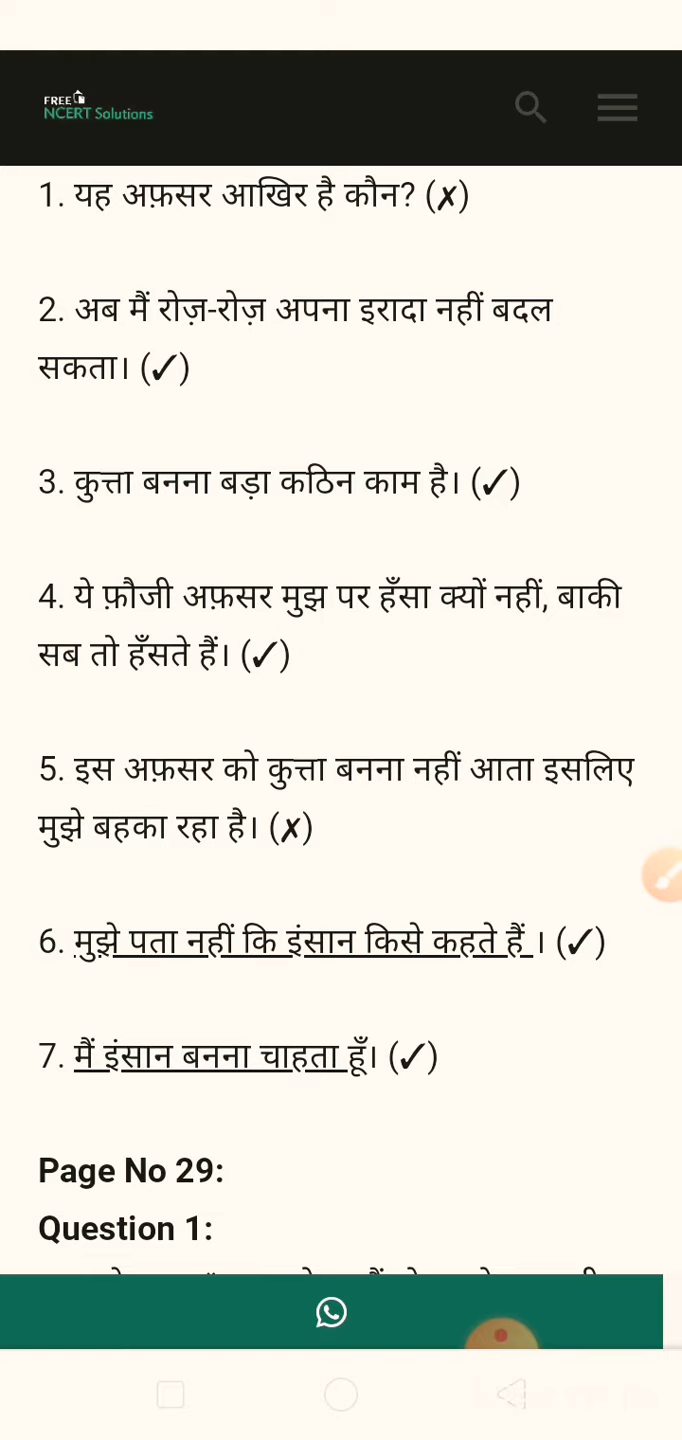 FREE
NCERT Solutions
1. यह अफ़सर आखिर है कौन? (✗)
2. अब मैं रोज़-रोज़ अपना इरादा नहीं बदल
सकता। (✓)
3. कुत्ता बनना बड़ा कठिन काम है। (✓)
4. ये फ़ौजी अफ़सर मुझ पर हँसा क्यों नहीं, बाकी
सब तो हँसते हैं। (✓)
5. इस अफ़सर को कुत्ता बनना नहीं आता इसलिए
मुझे बहका रहा है। (✗)
6. मुझे पता नहीं कि इंसान किसे कहते हैं । (✓)
7. मैं इंसान बनना चाहता हूँ। (✓)
Page No 29:
Question 1: